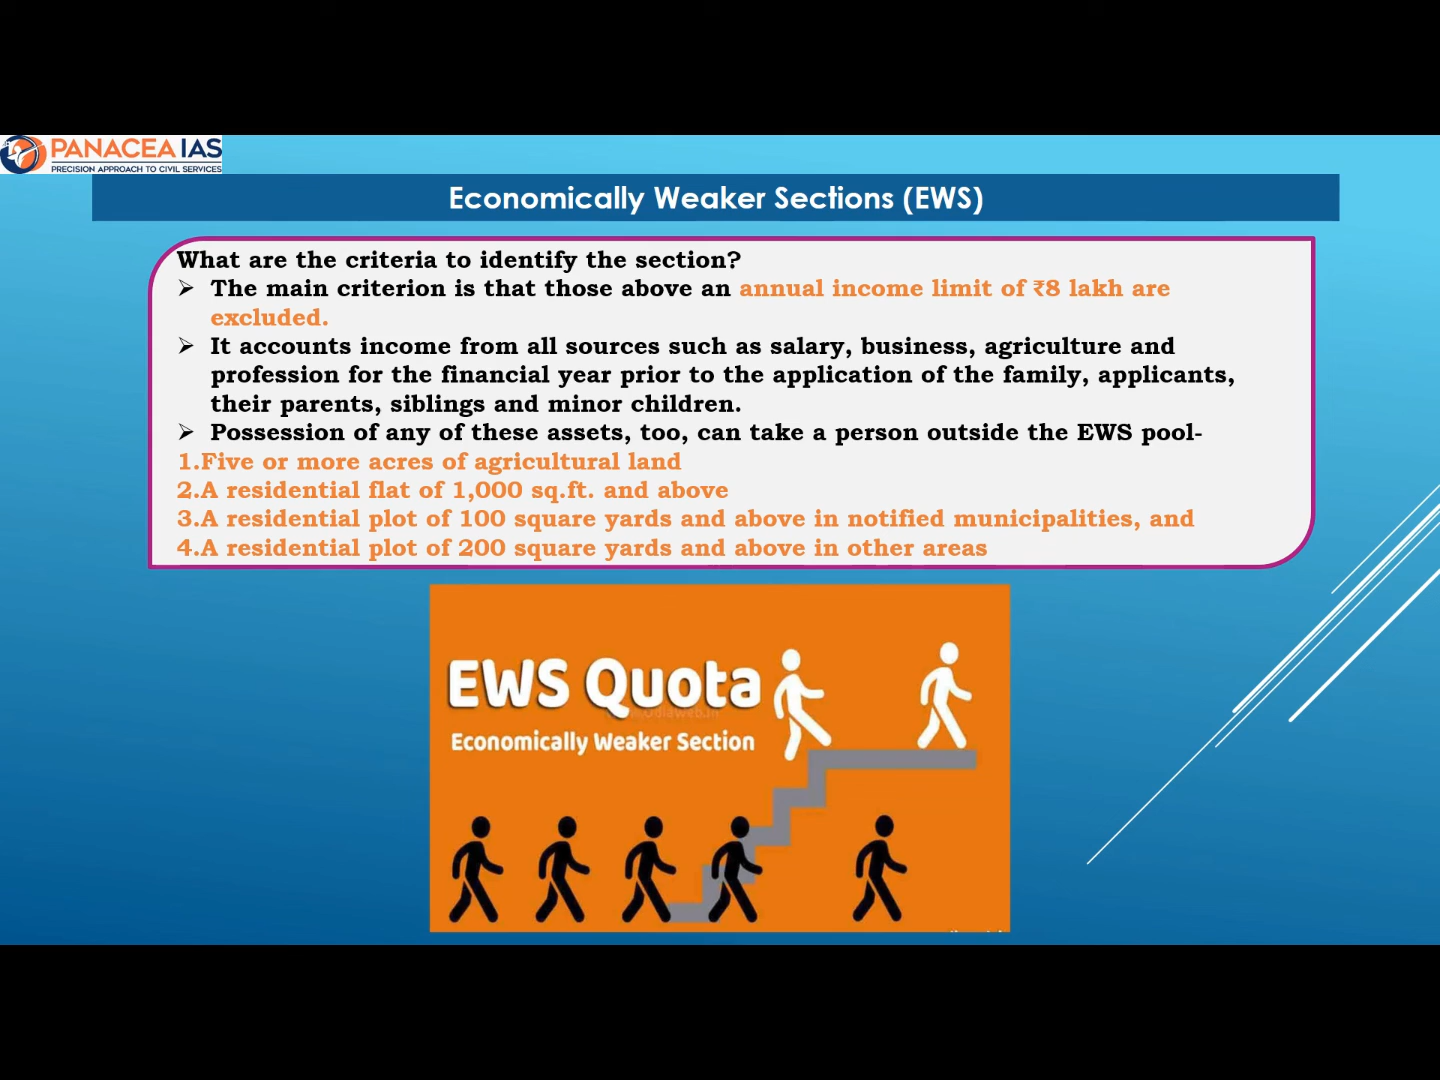 PANACEA IAS
PRECISION APPROACH TO CIVIL SERVICES
Economically Weaker Sections (EWS)
What are the criteria to identify the section?
➢ The main criterion is that those above an annual income limit of ₹8 lakh are
excluded.
➢ It accounts income from all sources such as salary, business, agriculture and
profession for the financial year prior to the application of the family, applicants,
their parents, siblings and minor children.
➢ Possession of any of these assets, too, can take a person outside the EWS pool-
1.Five or more acres of agricultural land
2.A residential flat of 1,000 sq.ft. and above
3.A residential plot of 100 square yards and above in notified municipalities, and
4.A residential plot of 200 square yards and above in other areas
EWS Quota
Economically Weaker Section